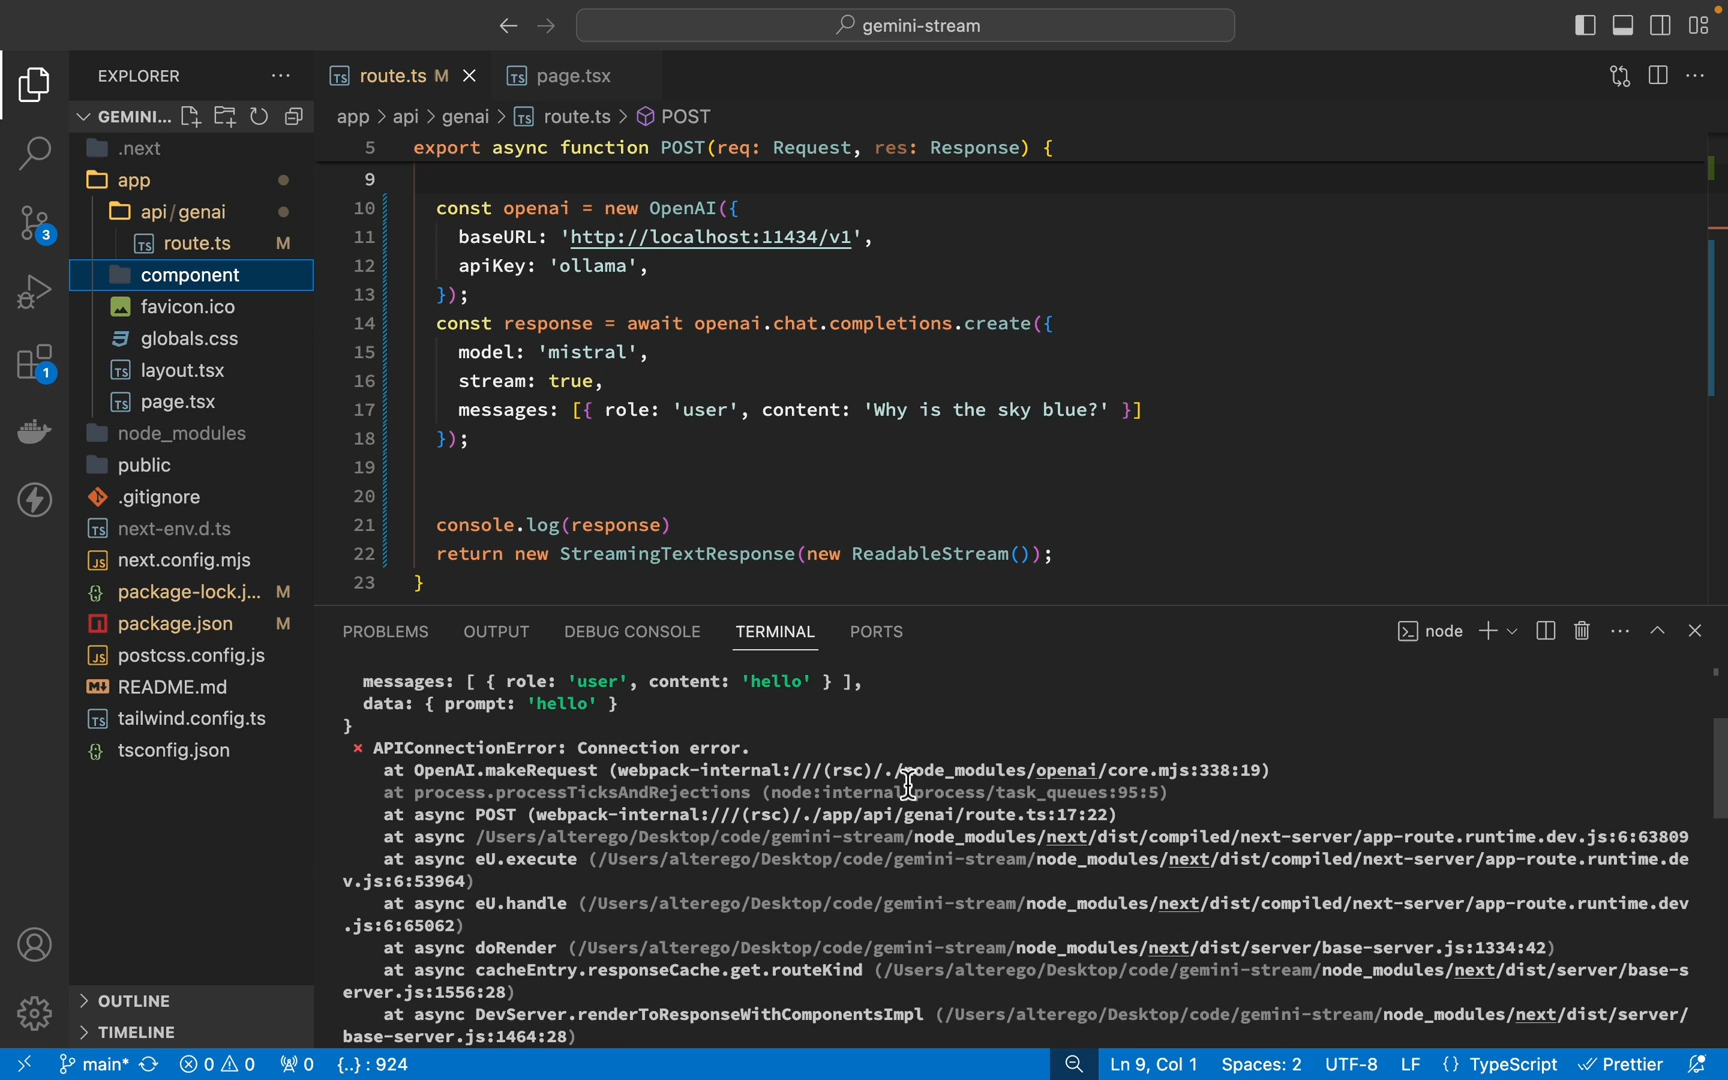 gemini-stream
EXPLORER
GEMINI...
.next
app
api/genai
route.ts M
component
favicon.ico
globals.css
layout.tsx
page.tsx
node_modules
public
.gitignore
next-env.d.ts
next.config.mjs
package-lock.j... M
package.json M
postcss.config.js
README.md
tailwind.config.ts
tsconfig.json
OUTLINE
TIMELINE
3
1
route.ts M
page.tsx
app > api > genai > route.ts > POST
5 export async function POST(req: Request, res: Response) {
9
10 const openai = new OpenAI({
11 baseURL: 'http://localhost:11434/v1',
12 apiKey: 'ollama',
13 });
14 const response = await openai.chat.completions.create({
15 model: 'mistral',
16 stream: true,
17 messages: [{ role: 'user', content: 'Why is the sky blue?' }]
18 });
19
20
21 console.log(response)
22 return new StreamingTextResponse(new ReadableStream());
23 }
PROBLEMS OUTPUT DEBUG CONSOLE TERMINAL PORTS
node
messages: [ { role: 'user', content: 'hello' } ],
data: { prompt: 'hello' }
}
× APIConnectionError: Connection error.
at OpenAI.makeRequest (webpack-internal:///(rsc)/./node_modules/openai/core.mjs:338:19)
at process.processTicksAndRejections (node:internal/process/task_queues:95:5)
at async POST (webpack-internal:///(rsc)/./app/api/genai/route.ts:17:22)
at async /Users/alterego/Desktop/code/gemini-stream/node_modules/next/dist/compiled/next-server/app-route.runtime.dev.js:6:63809
at async eU.execute (/Users/alterego/Desktop/code/gemini-stream/node_modules/next/dist/compiled/next-server/app-route.runtime.de
v.js:6:53964)
at async eU.handle (/Users/alterego/Desktop/code/gemini-stream/node_modules/next/dist/compiled/next-server/app-route.runtime.dev
.js:6:65062)
at async doRender (/Users/alterego/Desktop/code/gemini-stream/node_modules/next/dist/server/base-server.js:1334:42)
at async cacheEntry.responseCache.get.routeKind (/Users/alterego/Desktop/code/gemini-stream/node_modules/next/dist/server/base-s
erver.js:1556:28)
at async DevServer.renderToResponseWithComponentsImpl (/Users/alterego/Desktop/code/gemini-stream/node_modules/next/dist/server/
base-server.js:1464:28)
main* 0 0 0 {..} : 924
Ln 9, Col 1 Spaces: 2 UTF-8 LF {} TypeScript Prettier